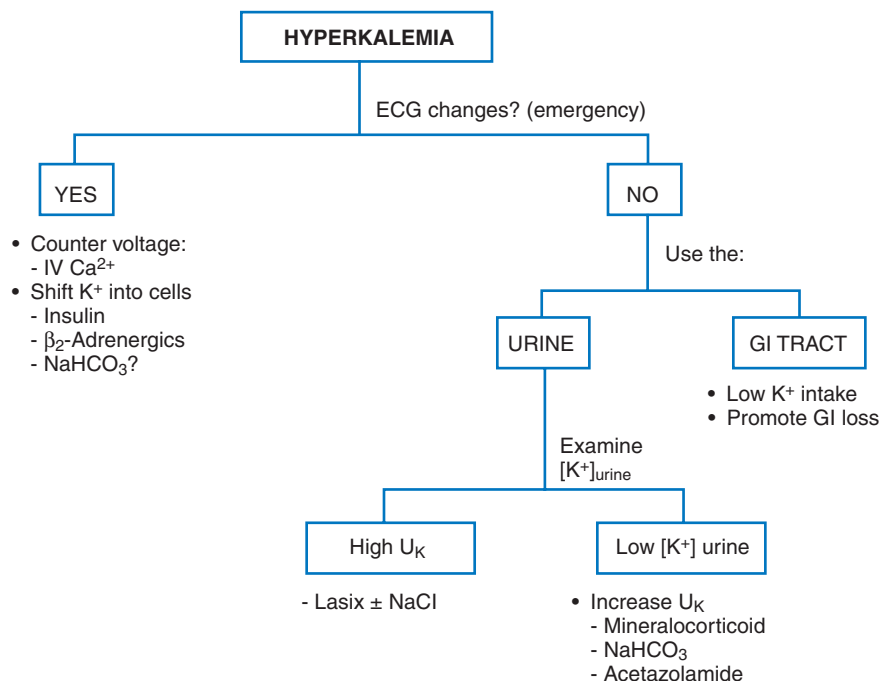 HYPERKALEMIA
ECG changes? (emergency)
YES
NO
• Counter voltage:
- IV Ca²⁺
• Shift K⁺ into cells
- Insulin
- β₂-Adrenergics
- NaHCO₃?
Use the:
URINE
GI TRACT
• Low K⁺ intake
• Promote GI loss
Examine
[K⁺]urine
High Uₖ
Low [K⁺] urine
- Lasix ± NaCl
• Increase Uₖ
- Mineralocorticoid
- NaHCO₃
- Acetazolamide